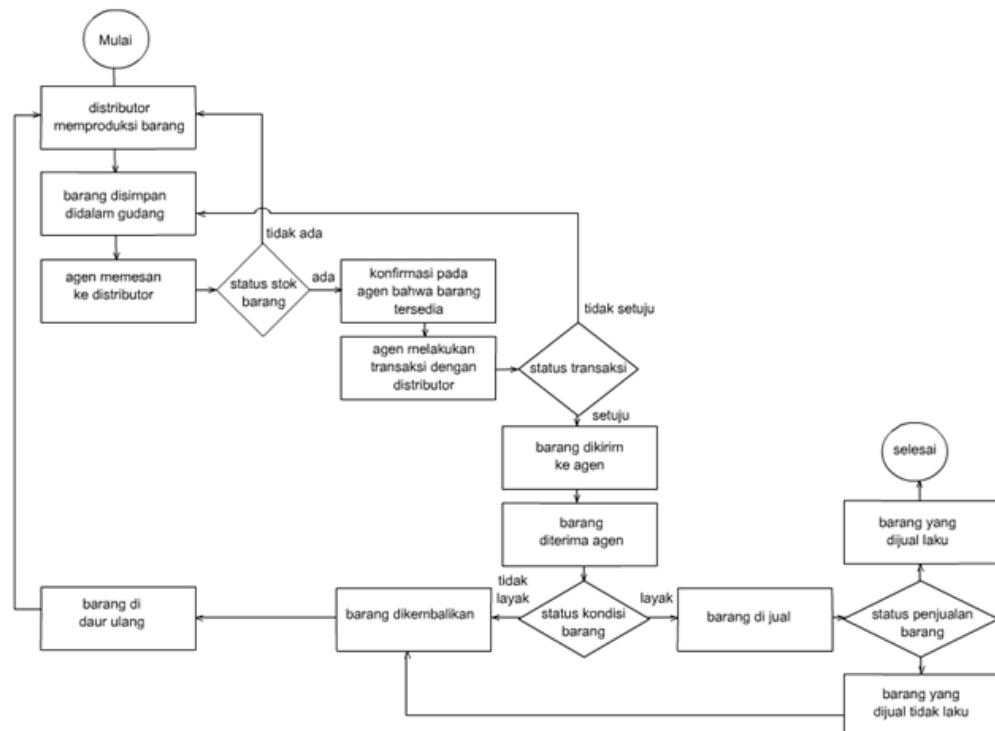 Mulai
distributor
memproduksi barang
barang disimpan
didalam gudang
tidak ada
agen memesan
ke distributor
status stok
barang
ada
konfirmasi pada
agen bahwa barang
tersedia
tidak setuju
agen melakukan
transaksi dengan
distributor
status transaksi
setuju
barang dikirim
ke agen
barang
diterima agen
selesai
barang yang
dijual laku
barang di
daur ulang
barang dikembalikan
tidak
layak
status kondisi
barang
layak
barang di jual
status penjualan
barang
barang yang
dijual tidak laku